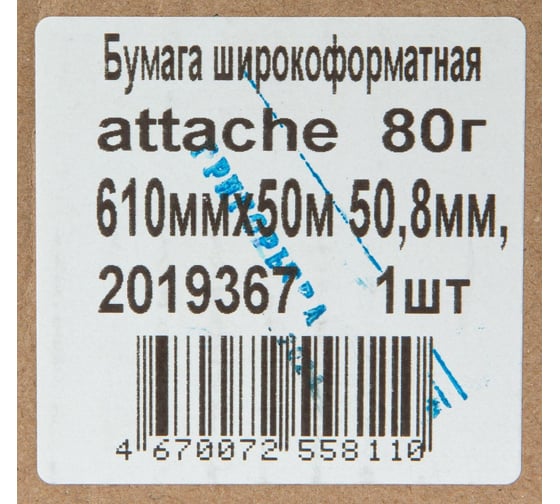 Бумага широкоформатная
attache 80г
610ммх50м 50,8мм,
2019367 1шт
4 670072 558110